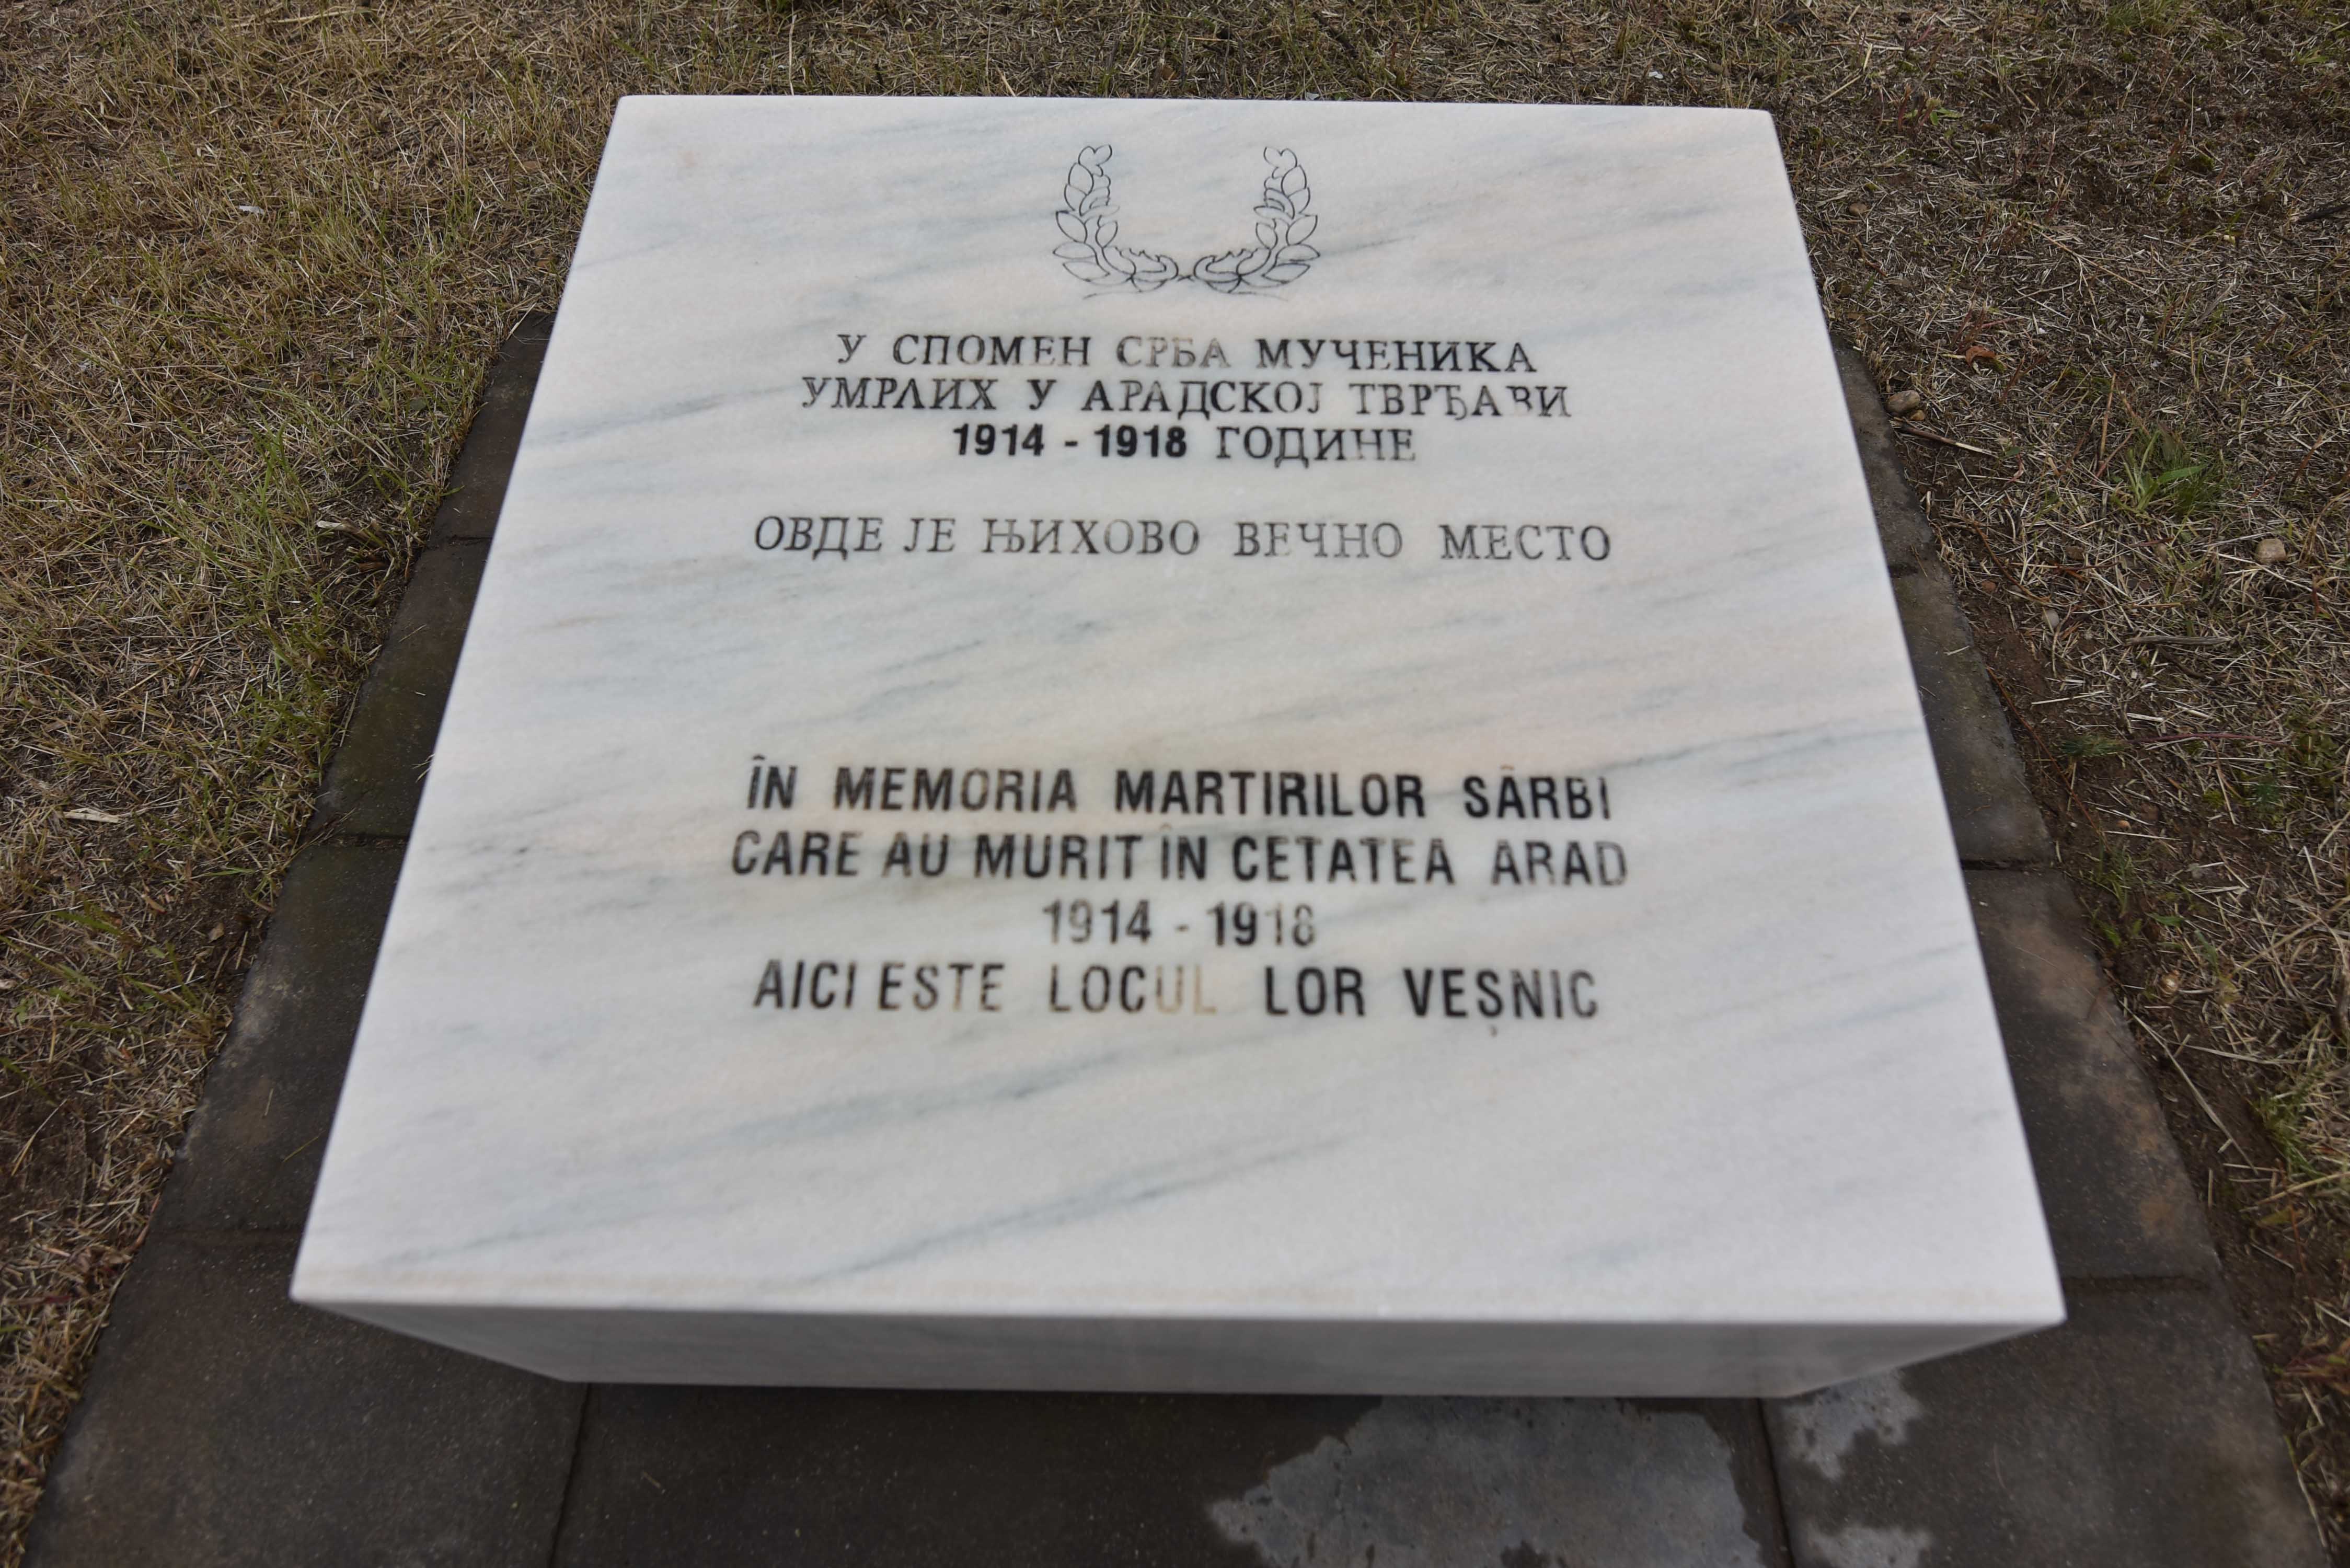 У СПОМЕН СРБА МУЧЕНИКА
УМРЛИХ У АРАДСКОЈ ТВРЂАВИ
1914 - 1918 ГОДИНЕ
ОВДЕ ЈЕ ЊИХОВО ВЕЧНО МЕСТО
ÎN MEMORIA MARTIRILOR SÂRBI
CARE AU MURIT ÎN CETATEA ARAD
1914 - 1918
AICI ESTE LOCUL LOR VEȘNIC